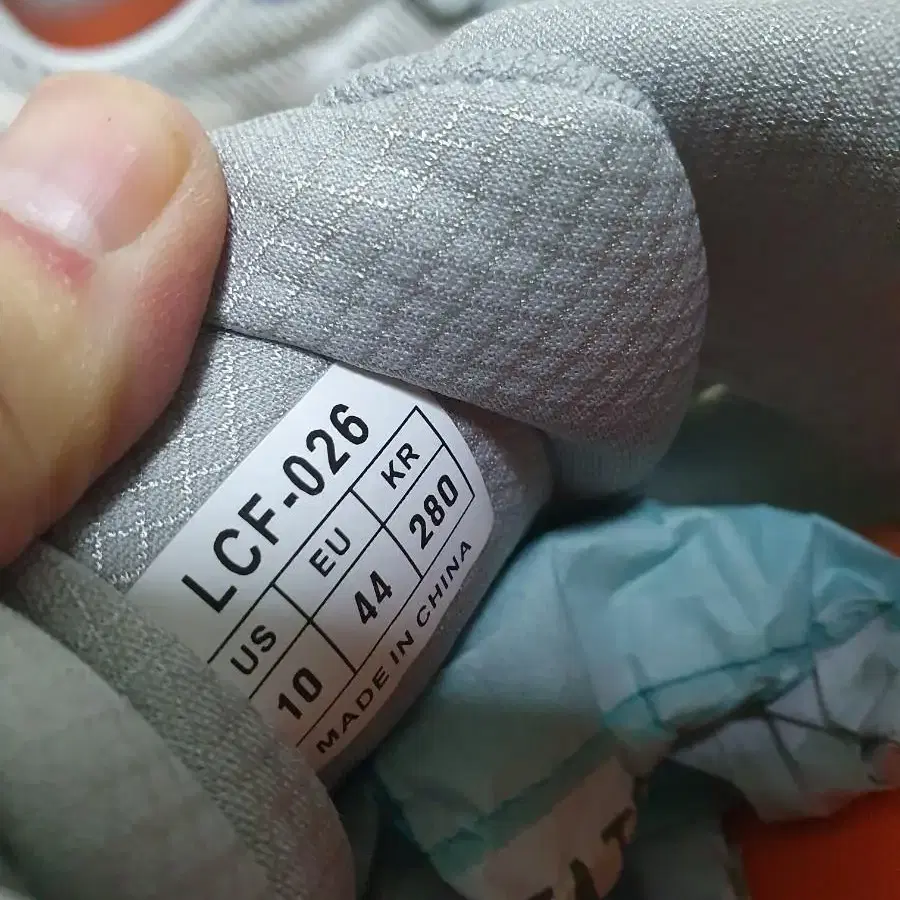 LCF-026
US EU KR
10 44 280
MADE IN CHINA